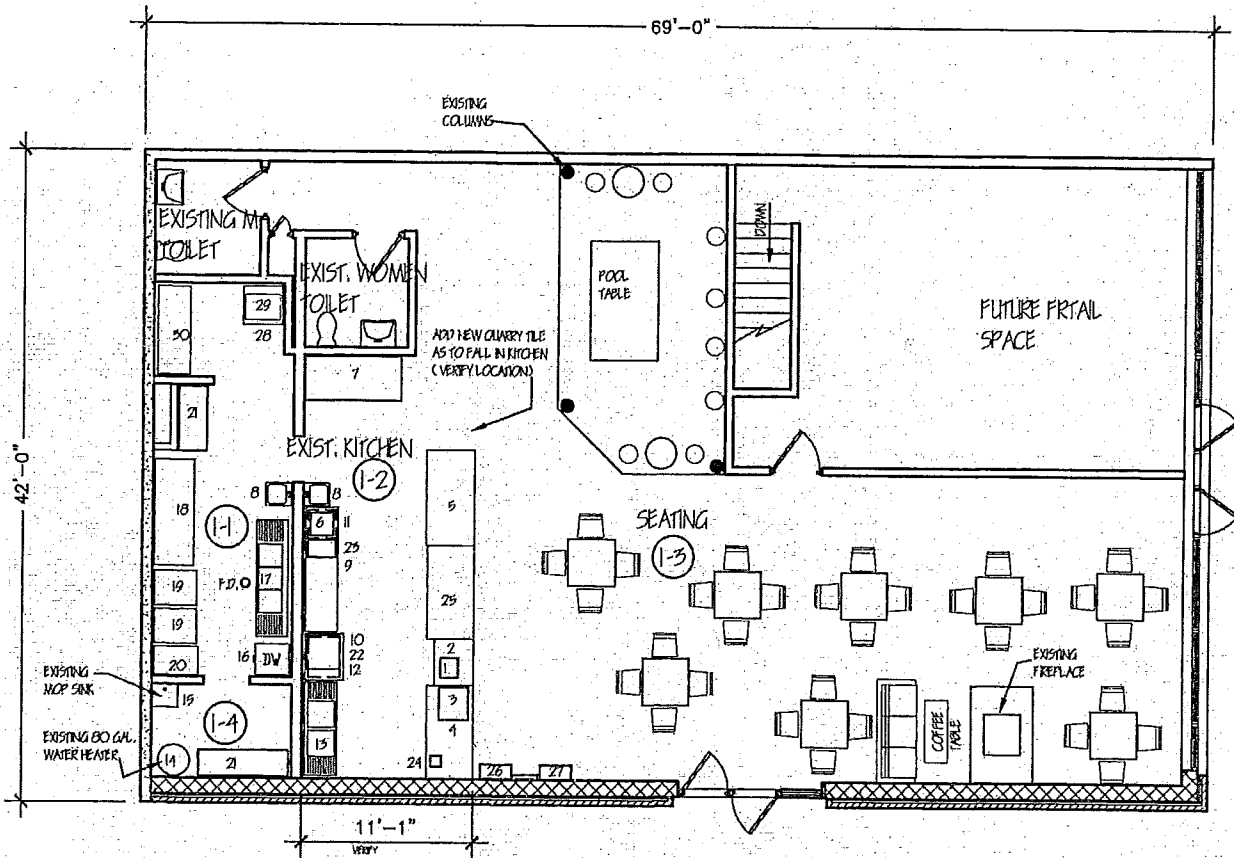 69'-0"
EXISTING
COLUMNS
EXISTING M
TOILET
EXIST. WOMEN
TOILET
29
28
30
DOWN
POOL
TABLE
FUTURE FRTAIL
SPACE
ADD NEW QUARRY TILE
AS TO FALL IN KITCHEN
(VERIFY LOCATION)
7
21
42'-0"
EXIST. KITCHEN
1-2
8
8
18
1-1
6
11
23
9
5
SEATING
1-3
F.D.
17
19
19
25
20
16
DW
10
22
12
2
1
3
4
EXISTING
MOP SINK
15
EXISTING
FIREPLACE
1-4
13
EXISTING 80 GAL.
WATER HEATER
14
21
24
26
27
COFFEE
TABLE
11'-1"
VERIFY